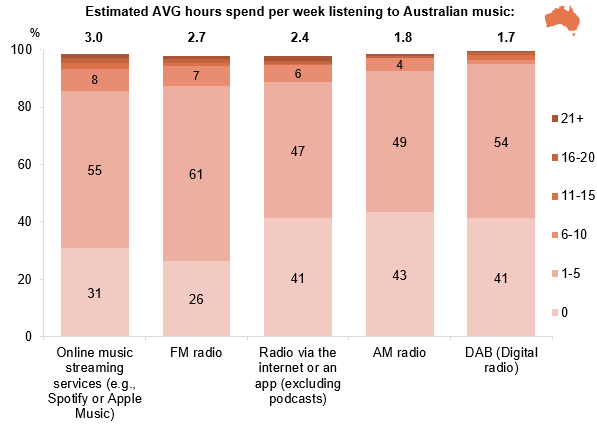 Estimated AVG hours spend per week listening to Australian music:
% 3.0 2.7 2.4 1.8 1.7
100
80
60
40
20
0
8 7 6 4
55 61 47 49 54
31 26 41 43 41
21+
16-20
11-15
6-10
1-5
0
Online music
streaming
services (e.g.,
Spotify or Apple
Music)
FM radio
Radio via the
internet or an
app (excluding
podcasts)
AM radio
DAB (Digital
radio)